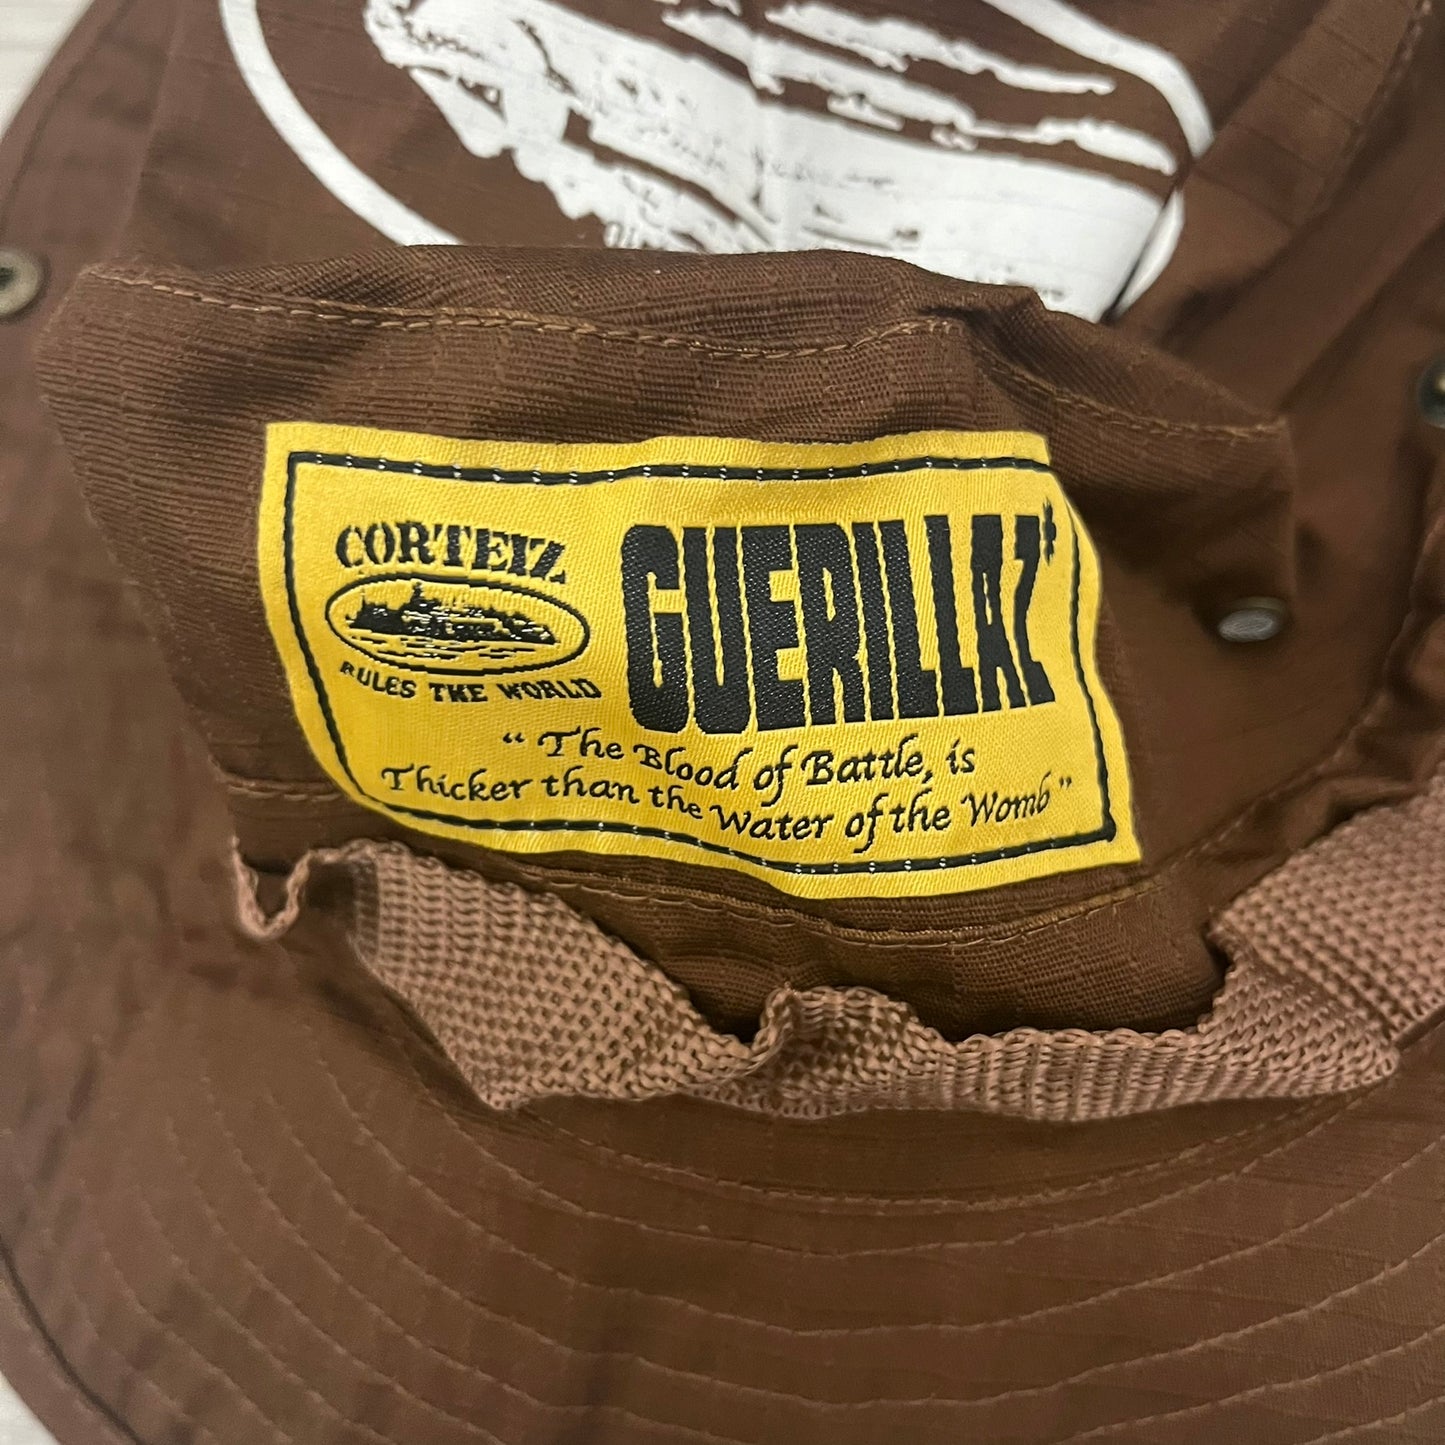 CORTEIZ
RULES THE WORLD
GUERILLAZ*
“The Blood of Battle, is
Thicker than the Water of the Womb”